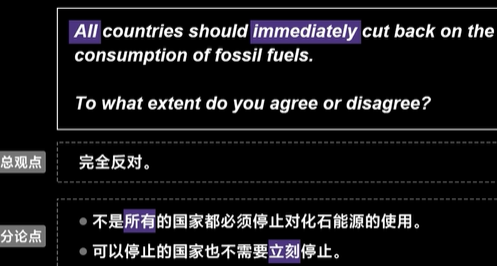 All countries should immediately cut back on the
consumption of fossil fuels.
To what extent do you agree or disagree?
总观点
完全反对。
分论点
不是所有的国家都必须停止对化石能源的使用。
可以停止的国家也不需要立刻停止。